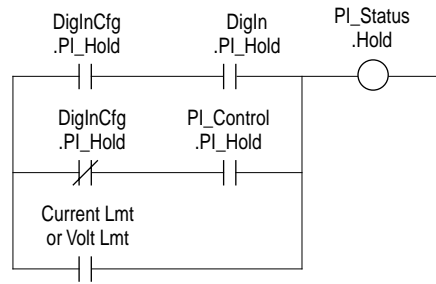 DigInCfg
.PI_Hold
DigIn
.PI_Hold
PI_Status
.Hold
DigInCfg
.PI_Hold
PI_Control
.PI_Hold
Current Lmt
or Volt Lmt